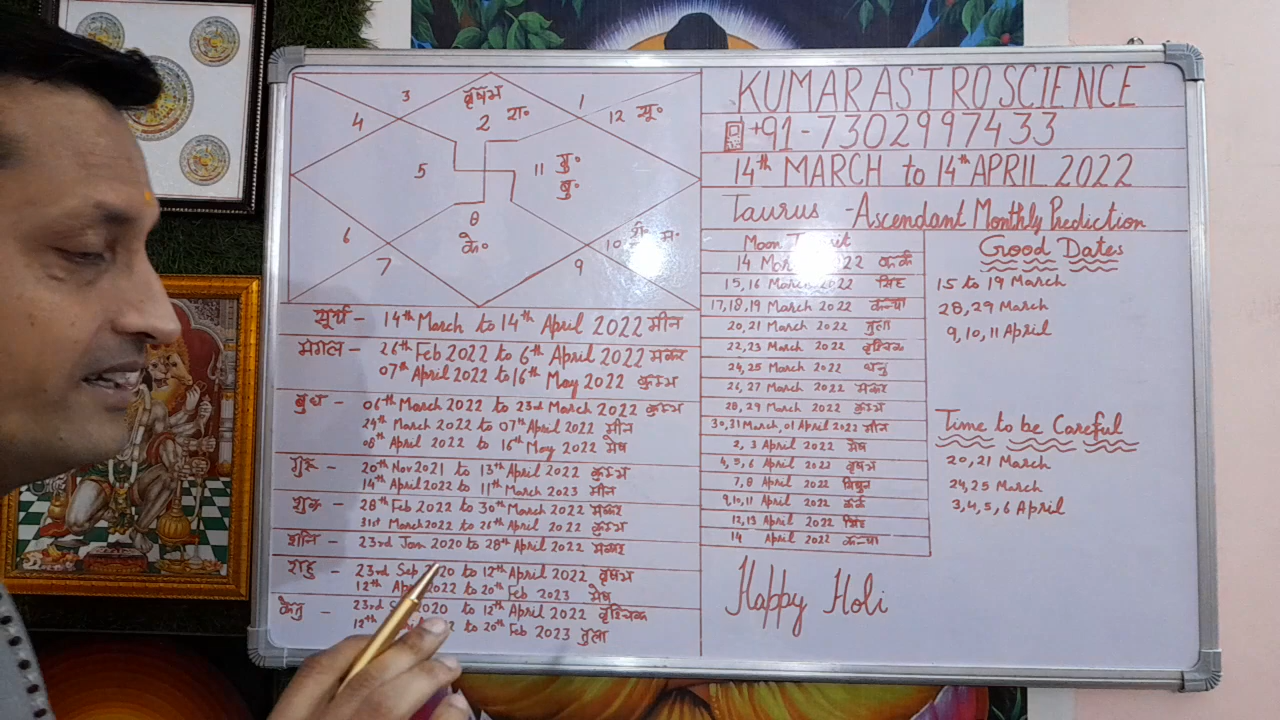 3
वृषभ
1
4
2 रा॰
12 सू॰
5
11 गु॰
बु॰
8
के॰
6
10 मं॰
7
9
सूर्य - 14th March to 14th April 2022 मीन
मंगल - 26th Feb 2022 to 6th April 2022 मकर
07th April 2022 to 16th May 2022 कुम्भ
बुध - 06th March 2022 to 23rd March 2022 कुम्भ
24th March 2022 to 07th April 2022 मीन
08th April 2022 to 16th May 2022 मेष
गुरु - 20th Nov 2021 to 13th April 2022 कुम्भ
14th April 2022 to 11th March 2023 मीन
शुक्र - 28th Feb 2022 to 30th March 2022 मकर
31st March 2022 to 26th April 2022 कुम्भ
शनि - 23rd Jan 2020 to 28th April 2022 मकर
राहु - 23rd Sep 2020 to 12th April 2022 वृषभ
12th Ap 2022 to 20th Feb 2023 मेष
केतु - 23rd S 2020 to 12th April 2022 वृश्चिक
12th to 20th Feb 2023 तुला
KUMAR ASTRO SCIENCE
+91-7302997433
14th MARCH to 14th APRIL 2022
Taurus - Ascendant Monthly Prediction
Moon
14 2022 कर्क
15, 16 March 2022 सिंह
17, 18, 19 March 2022 कन्या
20, 21 March 2022 तुला
22, 23 March 2022 वृश्चिक
24, 25 March 2022 धनु
26, 27 March 2022 मकर
28, 29 March 2022 कुम्भ
30, 31 March, 01 April 2022 मीन
2, 3 April 2022 मेष
4, 5, 6 April 2022 वृषभ
7, 8 April 2022 मिथुन
9, 10, 11 April 2022 कर्क
12, 13 April 2022 सिंह
14 April 2022 कन्या
Good Dates
15 to 19 March
28, 29 March
9, 10, 11 April
Time to be Careful
20, 21 March
24, 25 March
3, 4, 5, 6 April
Happy Holi